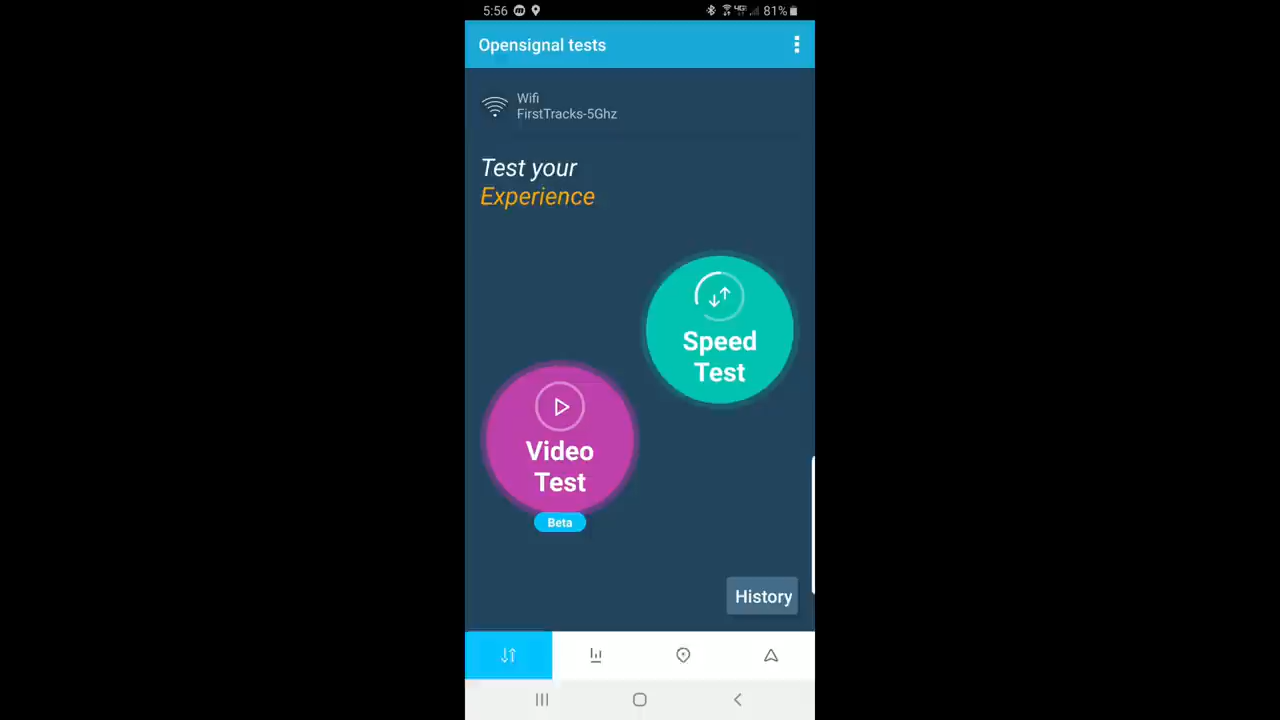 5:56
81%
Opensignal tests
Wifi
FirstTracks-5Ghz
Test your
Experience
Speed
Test
Video
Test
Beta
History